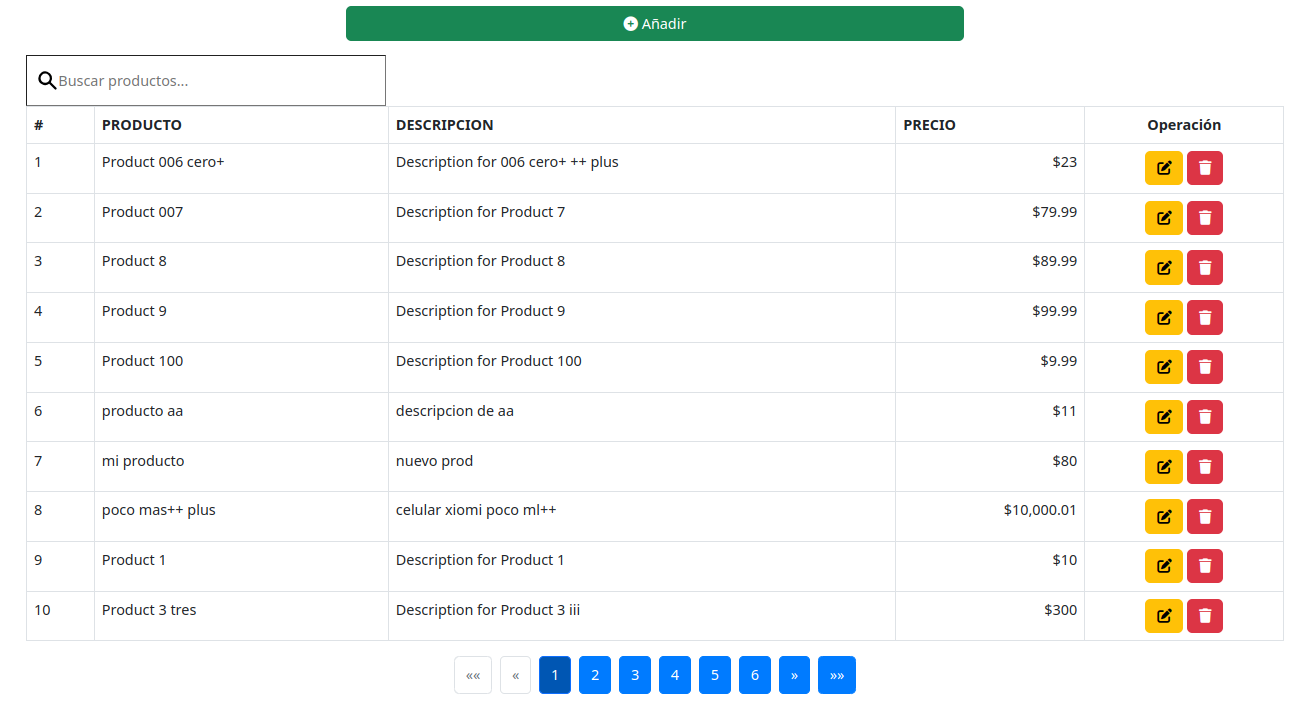 Añadir
Buscar productos...
# PRODUCTO DESCRIPCION PRECIO Operación
1 Product 006 cero+ Description for 006 cero+ ++ plus $23
2 Product 007 Description for Product 7 $79.99
3 Product 8 Description for Product 8 $89.99
4 Product 9 Description for Product 9 $99.99
5 Product 100 Description for Product 100 $9.99
6 producto aa descripcion de aa $11
7 mi producto nuevo prod $80
8 poco mas++ plus celular xiomi poco ml++ $10,000.01
9 Product 1 Description for Product 1 $10
10 Product 3 tres Description for Product 3 iii $300
«« « 1 2 3 4 5 6 » »»